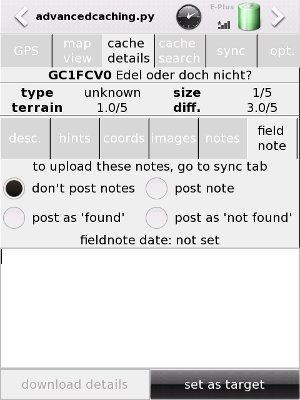 advancedcaching.py
E-Plus
GPS
map view
cache details
cache search
sync
opt.
GC1FCV0 Edel oder doch nicht?
type unknown size 1/5
terrain 1.0/5 diff. 3.0/5
desc.
hints
coords
images
notes
field note
to upload these notes, go to sync tab
don't post notes
post note
post as 'found'
post as 'not found'
fieldnote date: not set
download details
set as target